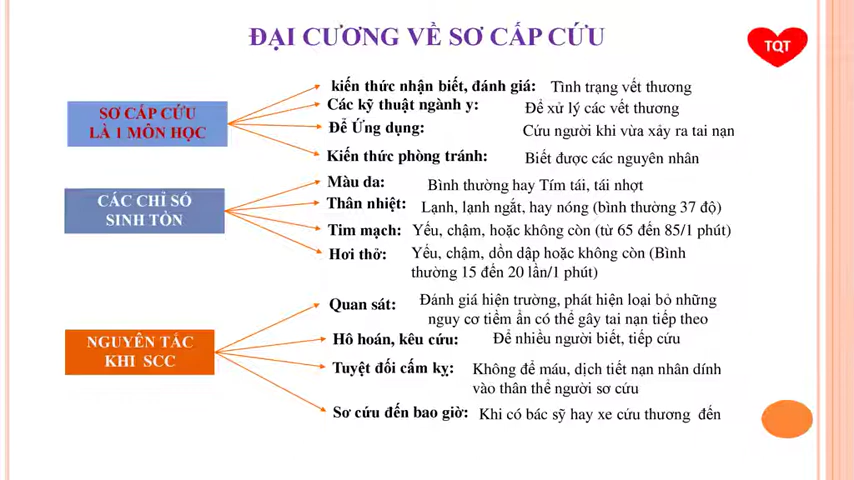 ĐẠI CƯƠNG VỀ SƠ CẤP CỨU
TQT
SƠ CẤP CỨU
LÀ 1 MÔN HỌC
kiến thức nhận biết, đánh giá: Tình trạng vết thương
Các kỹ thuật ngành y: Để xử lý các vết thương
Để Ứng dụng: Cứu người khi vừa xảy ra tai nạn
Kiến thức phòng tránh: Biết được các nguyên nhân
CÁC CHỈ SỐ
SINH TỒN
Màu da: Bình thường hay Tím tái, tái nhợt
Thân nhiệt: Lạnh, lạnh ngắt, hay nóng (bình thường 37 độ)
Tim mạch: Yếu, chậm, hoặc không còn (từ 65 đến 85/1 phút)
Hơi thở: Yếu, chậm, dồn dập hoặc không còn (Bình
thường 15 đến 20 lần/1 phút)
NGUYÊN TẮC
KHI SCC
Quan sát: Đánh giá hiện trường, phát hiện loại bỏ những
nguy cơ tiềm ẩn có thể gây tai nạn tiếp theo
Hô hoán, kêu cứu: Để nhiều người biết, tiếp cứu
Tuyệt đối cấm kỵ: Không để máu, dịch tiết nạn nhân dính
vào thân thể người sơ cứu
Sơ cứu đến bao giờ: Khi có bác sỹ hay xe cứu thương đến